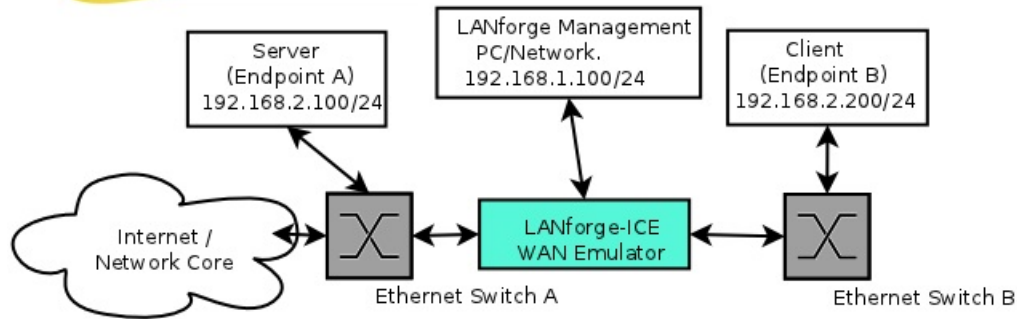 Server
(Endpoint A)
192.168.2.100/24
LANforge Management
PC/Network.
192.168.1.100/24
Client
(Endpoint B)
192.168.2.200/24
Internet /
Network Core
LANforge-ICE
WAN Emulator
Ethernet Switch A
Ethernet Switch B